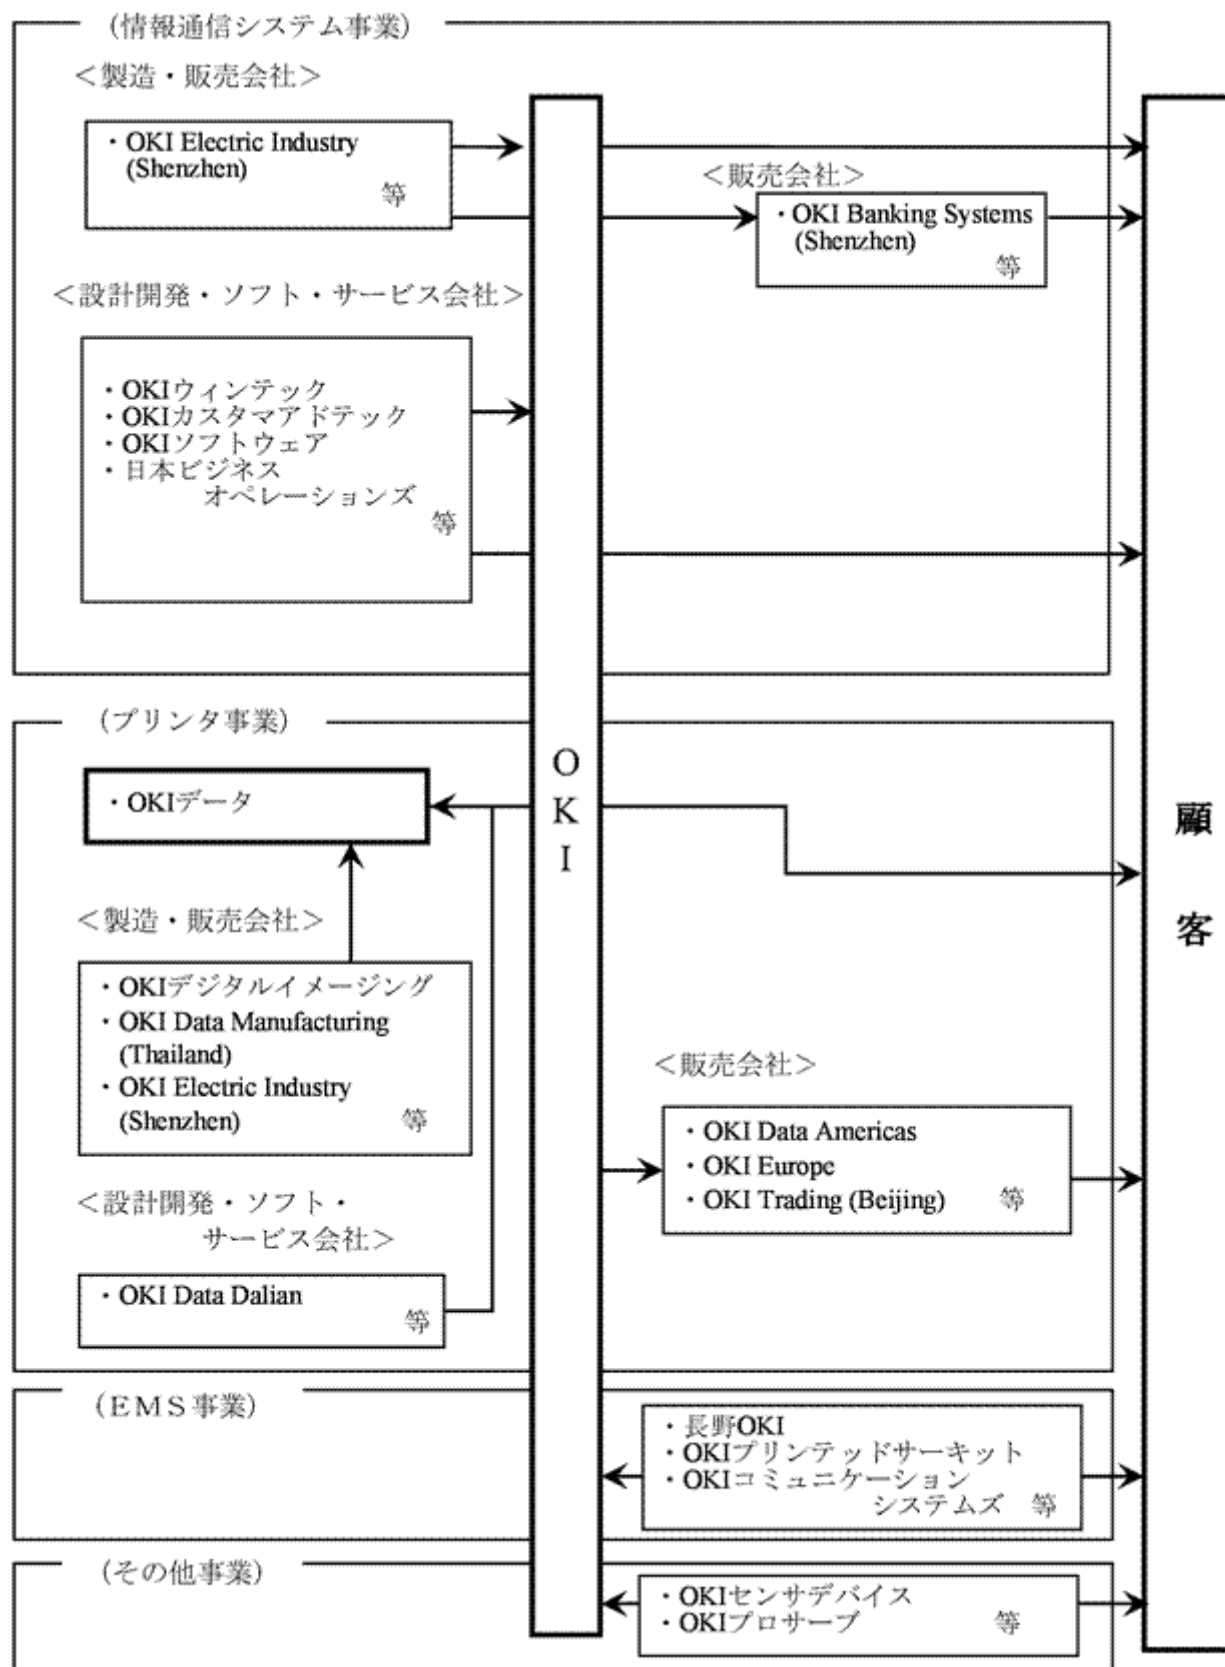 (情報通信システム事業)
＜製造・販売会社＞
・OKI Electric Industry
(Shenzhen)
等
＜販売会社＞
・OKI Banking Systems
(Shenzhen)
等
＜設計開発・ソフト・サービス会社＞
・OKIウィンテック
・OKIカスタマアドテック
・OKIソフトウェア
・日本ビジネス
オペレーションズ
等
(プリンタ事業)
・OKIデータ
OKI
顧客
＜製造・販売会社＞
・OKIデジタルイメージング
・OKI Data Manufacturing
(Thailand)
・OKI Electric Industry
(Shenzhen) 等
＜販売会社＞
・OKI Data Americas
・OKI Europe
・OKI Trading (Beijing) 等
＜設計開発・ソフト・
サービス会社＞
・OKI Data Dalian
等
(ＥＭＳ事業)
・長野OKI
・OKIプリンテッドサーキット
・OKIコミュニケーション
システムズ 等
(その他事業)
・OKIセンサデバイス
・OKIプロサーブ 等